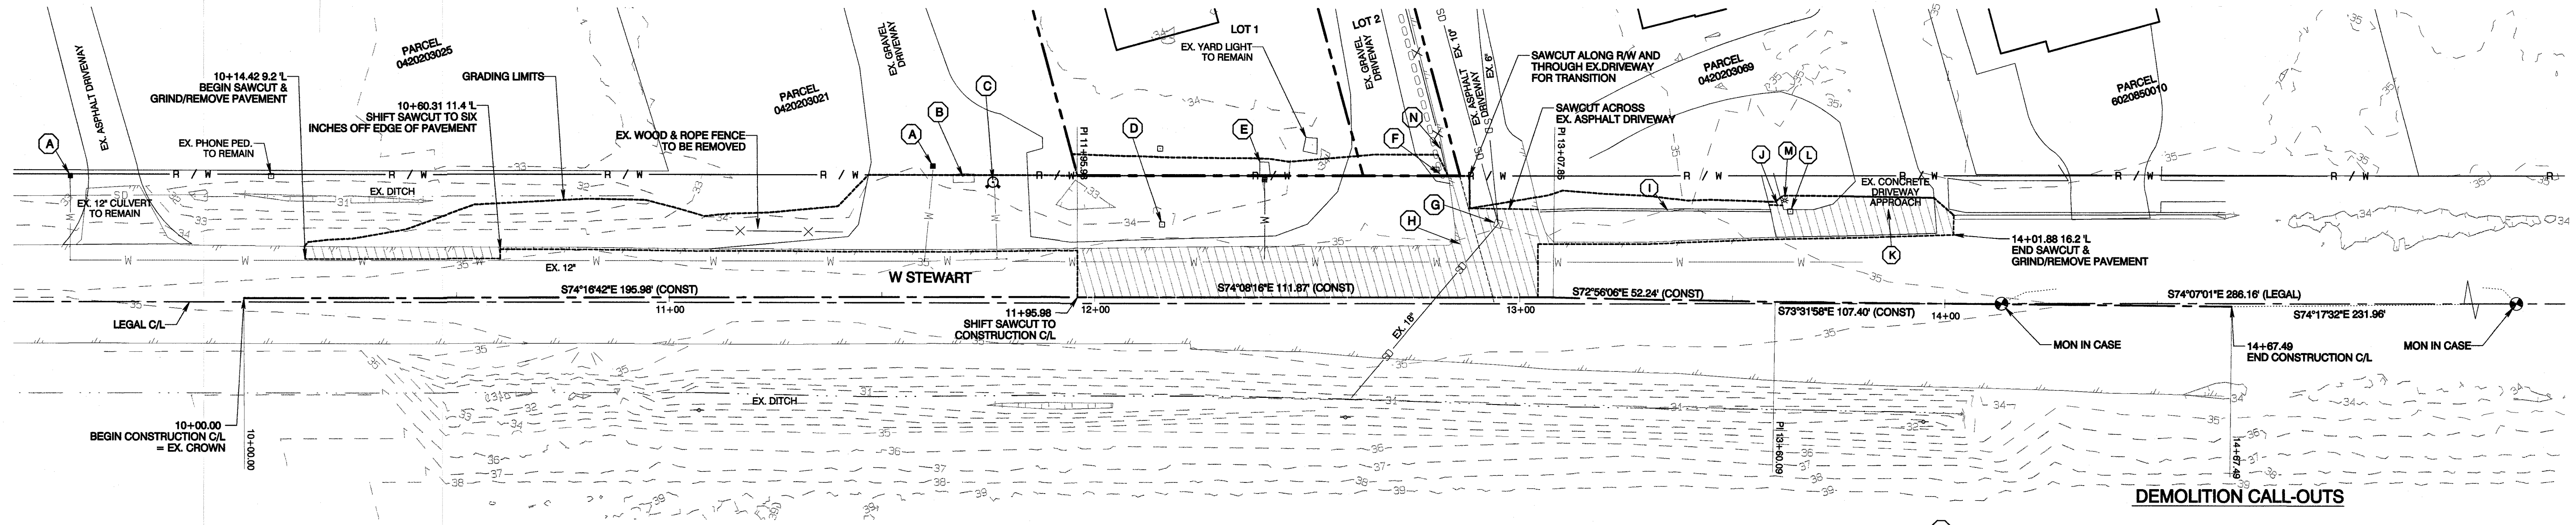 EX. ASPHALT DRIVEWAY
PARCEL
0420203025
10+14.42 9.2 'L
BEGIN SAWCUT &
GRIND/REMOVE PAVEMENT
GRADING LIMITS
10+60.31 11.4 'L
SHIFT SAWCUT TO SIX
INCHES OFF EDGE OF PAVEMENT
A
EX. PHONE PED.
TO REMAIN
PARCEL
0420203021
EX. GRAVEL
DRIVEWAY
EX. WOOD & ROPE FENCE
TO BE REMOVED
A
B
C
D
E
LOT 1
EX. YARD LIGHT
TO REMAIN
LOT 2
EX. GRAVEL
DRIVEWAY
EX. 10"
EX. ASPHALT
DRIVEWAY
EX. 6"
F
N
G
H
SAWCUT ALONG R/W AND
THROUGH EX.DRIVEWAY
FOR TRANSITION
SAWCUT ACROSS
EX. ASPHALT DRIVEWAY
PARCEL
0420203069
I
J
M
L
K
EX. CONCRETE
DRIVEWAY
APPROACH
PARCEL
6020850010
R / W
R / W
R / W
R / W
R / W
R / W
R / W
R / W
R / W
R / W
R
EX. DITCH
EX. 12" CULVERT
TO REMAIN
PI 11+95.98
PI 13+07.85
14+01.88 16.2 'L
END SAWCUT &
GRIND/REMOVE PAVEMENT
EX. 12"
W STEWART
S74°16'42"E 195.98' (CONST)
S74°08'16"E 111.87' (CONST)
S72°56'06"E 52.24' (CONST)
S73°31'58"E 107.40' (CONST)
S74°07'01"E 286.16' (LEGAL)
S74°17'32"E 231.96'
LEGAL C/L
11+00
11+95.98
SHIFT SAWCUT TO
CONSTRUCTION C/L
12+00
EX. 18"
SD
13+00
14+00
MON IN CASE
14+67.49
END CONSTRUCTION C/L
MON IN CASE
10+00.00
BEGIN CONSTRUCTION C/L
= EX. CROWN
10+00.00
EX. DITCH
PI 13+60.09
14+67.49
DEMOLITION CALL-OUTS